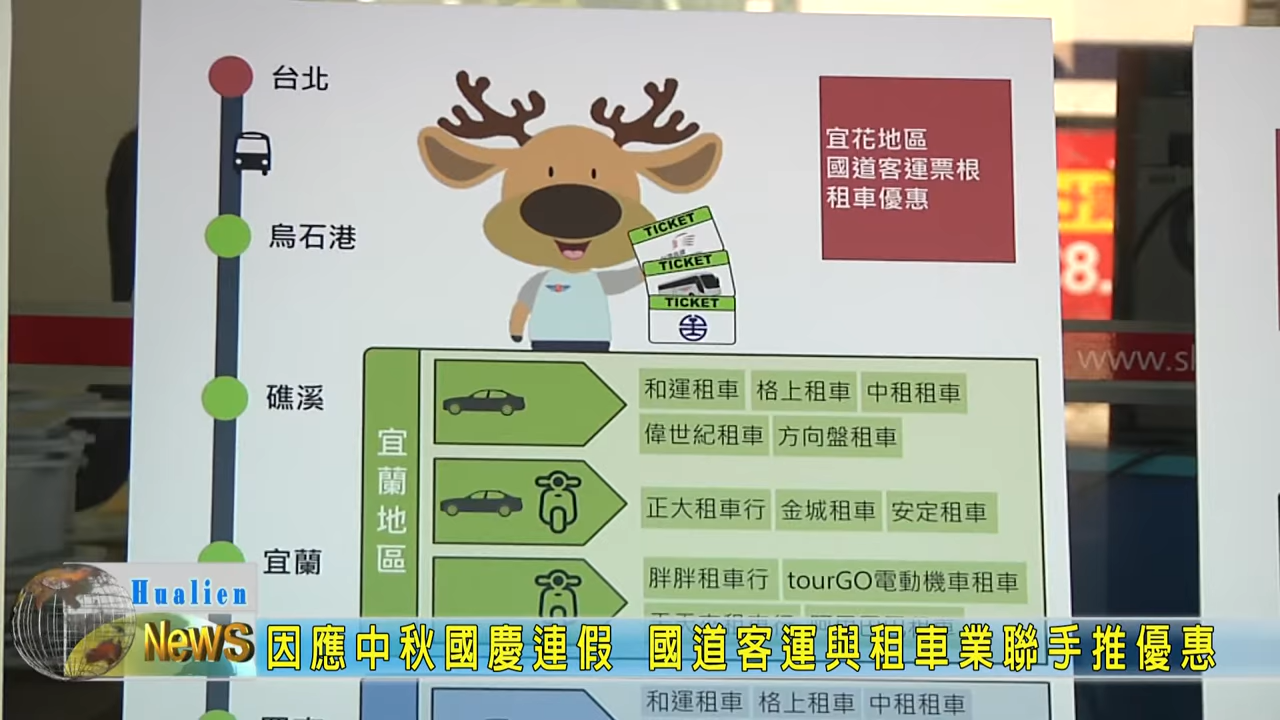 台北
烏石港
礁溪
宜蘭
宜花地區
國道客運票根
租車優惠
TICKET
TICKET
TICKET
宜蘭地區
和運租車 格上租車 中租租車
偉世紀租車 方向盤租車
正大租車行 金城租車 安定租車
胖胖租車行 tourGO電動機車租車
和運租車 格上租車 中租租車
www.sl
8.
Hualien
News
因應中秋國慶連假 國道客運與租車業聯手推優惠